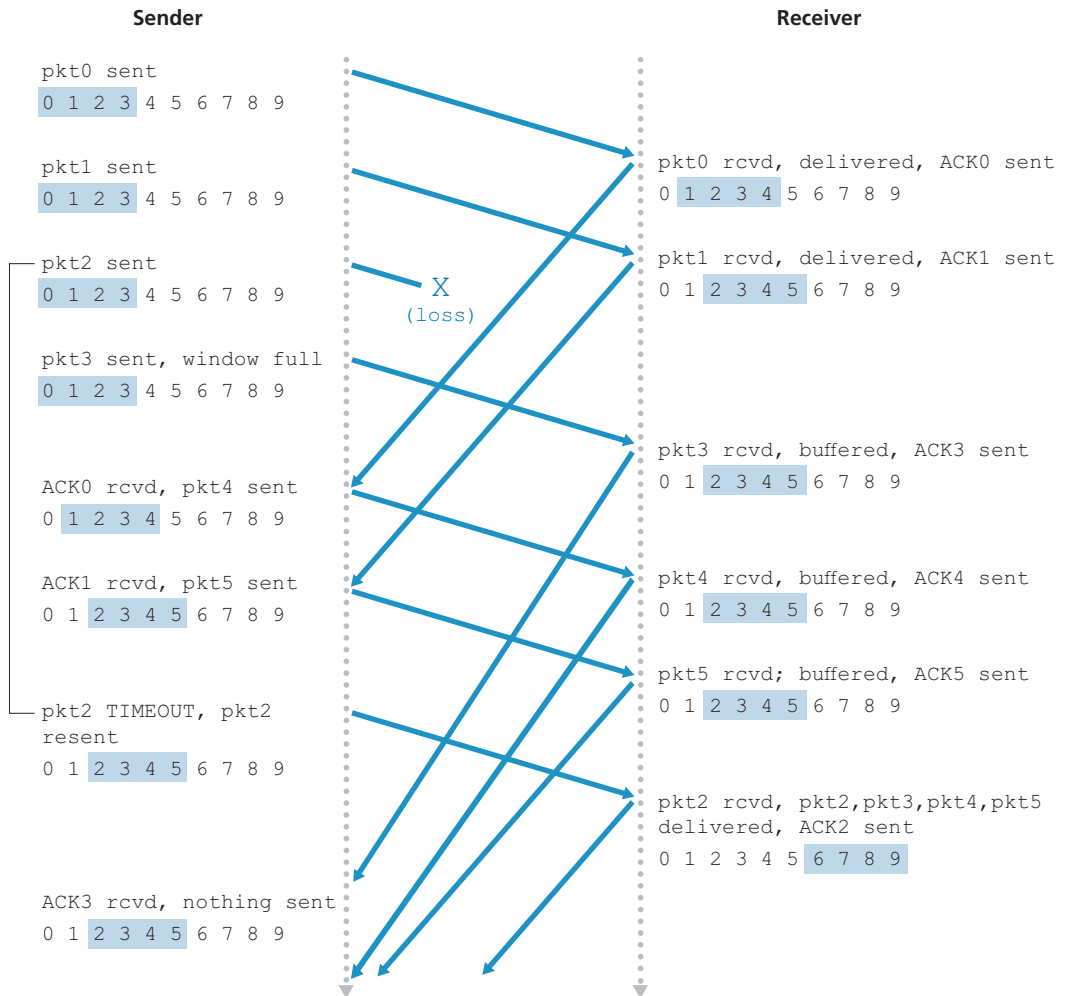 Sender
Receiver
pkt0 sent
0 1 2 3 4 5 6 7 8 9
pkt0 rcvd, delivered, ACK0 sent
0 1 2 3 4 5 6 7 8 9
pkt1 sent
0 1 2 3 4 5 6 7 8 9
pkt1 rcvd, delivered, ACK1 sent
0 1 2 3 4 5 6 7 8 9
pkt2 sent
0 1 2 3 4 5 6 7 8 9
X
(loss)
pkt3 sent, window full
0 1 2 3 4 5 6 7 8 9
pkt3 rcvd, buffered, ACK3 sent
0 1 2 3 4 5 6 7 8 9
ACK0 rcvd, pkt4 sent
0 1 2 3 4 5 6 7 8 9
pkt4 rcvd, buffered, ACK4 sent
0 1 2 3 4 5 6 7 8 9
ACK1 rcvd, pkt5 sent
0 1 2 3 4 5 6 7 8 9
pkt5 rcvd; buffered, ACK5 sent
0 1 2 3 4 5 6 7 8 9
pkt2 TIMEOUT, pkt2
resent
0 1 2 3 4 5 6 7 8 9
pkt2 rcvd, pkt2,pkt3,pkt4,pkt5
delivered, ACK2 sent
0 1 2 3 4 5 6 7 8 9
ACK3 rcvd, nothing sent
0 1 2 3 4 5 6 7 8 9